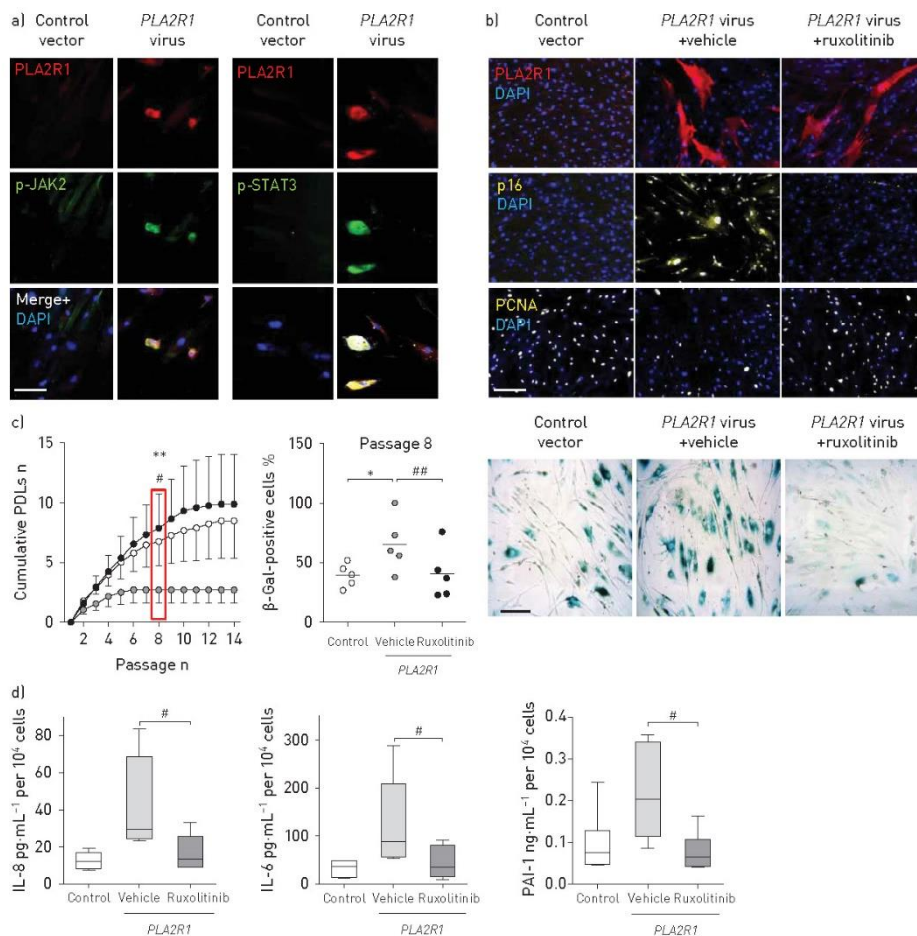 a)
Control vector
PLA2R1 virus
Control vector
PLA2R1 virus
PLA2R1
PLA2R1
p-JAK2
p-STAT3
Merge+
DAPI
b)
Control vector
PLA2R1 virus +vehicle
PLA2R1 virus +ruxolitinib
PLA2R1
DAPI
p16
DAPI
PCNA
DAPI
Control vector
PLA2R1 virus +vehicle
PLA2R1 virus +ruxolitinib
c)
Cumulative PDLs n
15
10
5
0
**
#
2 4 6 8 10 12 14
Passage n
Passage 8
β-Gal-positive cells %
150
100
50
0
*
##
Control Vehicle Ruxolitinib
PLA2R1
d)
IL-8 pg·mL⁻¹ per 10⁴ cells
80
60
40
20
0
#
Control Vehicle Ruxolitinib
PLA2R1
IL-6 pg·mL⁻¹ per 10⁴ cells
300
200
100
50
0
#
Control Vehicle Ruxolitinib
PLA2R1
PAI-1 ng·mL⁻¹ per 10⁴ cells
0.4
0.3
0.2
0.1
0
#
Control Vehicle Ruxolitinib
PLA2R1